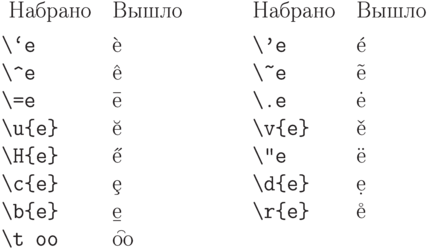 Набрано Вышло Набрано Вышло
\‘e è \’e é
\^e ê \~e ẽ
\=e ē \.e ė
\u{e} ĕ \v{e} ě
\H{e} e̋ \"e ë
\c{e} ȩ \d{e} ẹ
\b{e} e̲ \r{e} e̊
\t oo o͡o